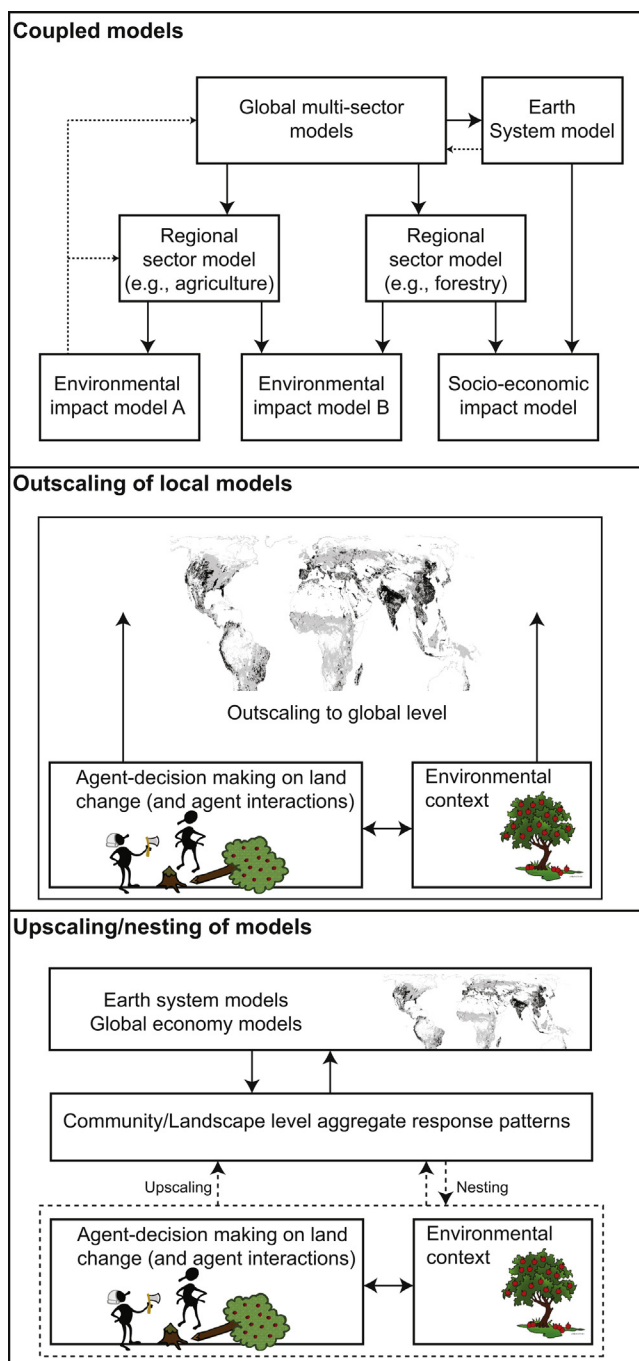 Coupled models
Global multi-sector
models
Earth
System model
Regional
sector model
(e.g., agriculture)
Regional
sector model
(e.g., forestry)
Environmental
impact model A
Environmental
impact model B
Socio-economic
impact model
Outscaling of local models
Outscaling to global level
Agent-decision making on land
change (and agent interactions)
Environmental
context
Upscaling/nesting of models
Earth system models
Global economy models
Community/Landscape level aggregate response patterns
Upscaling
Nesting
Agent-decision making on land
change (and agent interactions)
Environmental
context